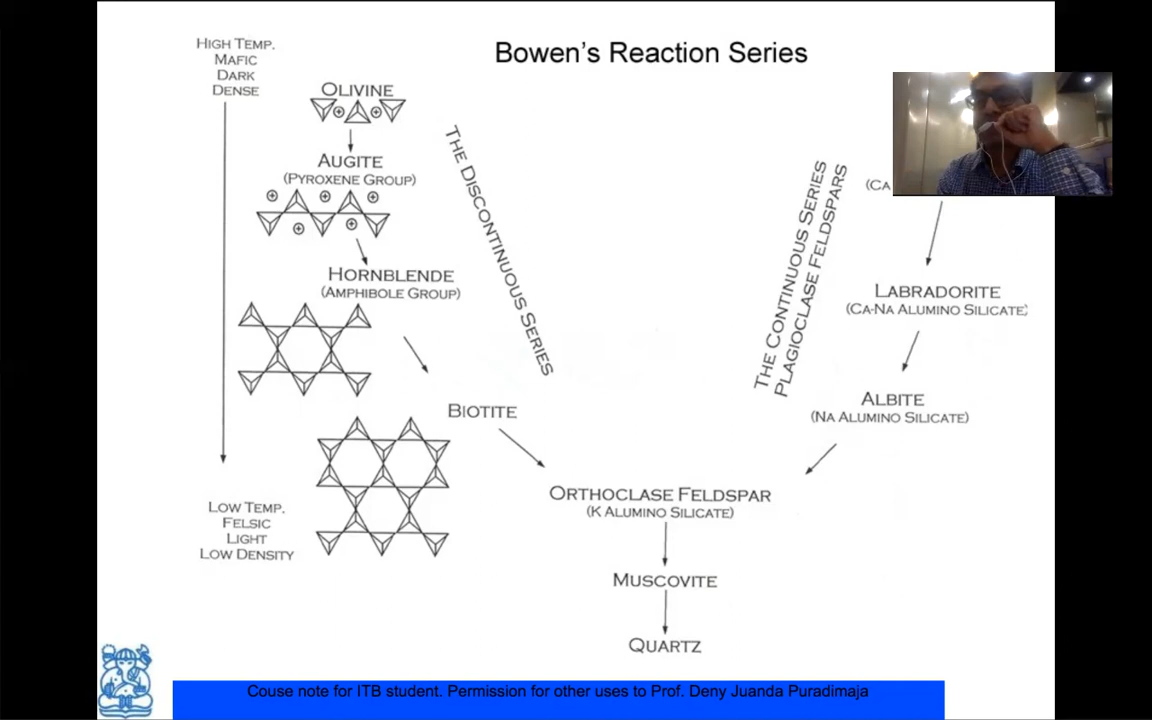 Bowen's Reaction Series
HIGH TEMP.
MAFIC
DARK
DENSE
OLIVINE
AUGITE
(PYROXENE GROUP)
HORNBLENDE
(AMPHIBOLE GROUP)
BIOTITE
THE DISCONTINUOUS SERIES
THE CONTINUOUS SERIES
PLAGIOCLASE FELDSPARS
(CA
LABRADORITE
(CA-NA ALUMINO SILICATE)
ALBITE
(NA ALUMINO SILICATE)
ORTHOCLASE FELDSPAR
(K ALUMINO SILICATE)
MUSCOVITE
QUARTZ
LOW TEMP.
FELSIC
LIGHT
LOW DENSITY
Couse note for ITB student. Permission for other uses to Prof. Deny Juanda Puradimaja